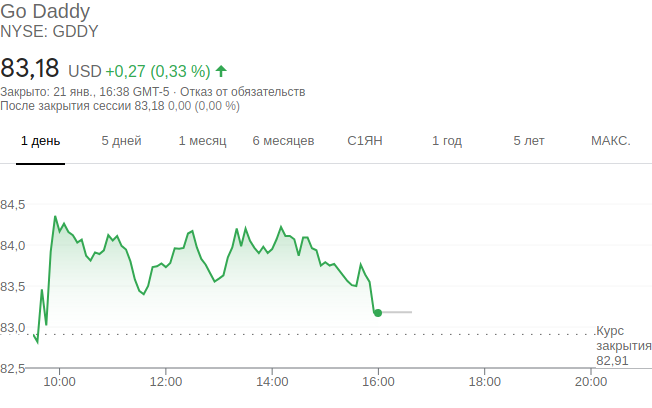 Go Daddy
NYSE: GDDY
83,18 USD +0,27 (0,33 %)
Закрыто: 21 янв., 16:38 GMT-5 · Отказ от обязательств
После закрытия сессии 83,18 0,00 (0,00 %)
1 день 5 дней 1 месяц 6 месяцев С1ЯН 1 год 5 лет МАКС.
84,5
84,0
83,5
83,0
Курс
закрытия
82,91
82,5
10:00 12:00 14:00 16:00 18:00 20:00